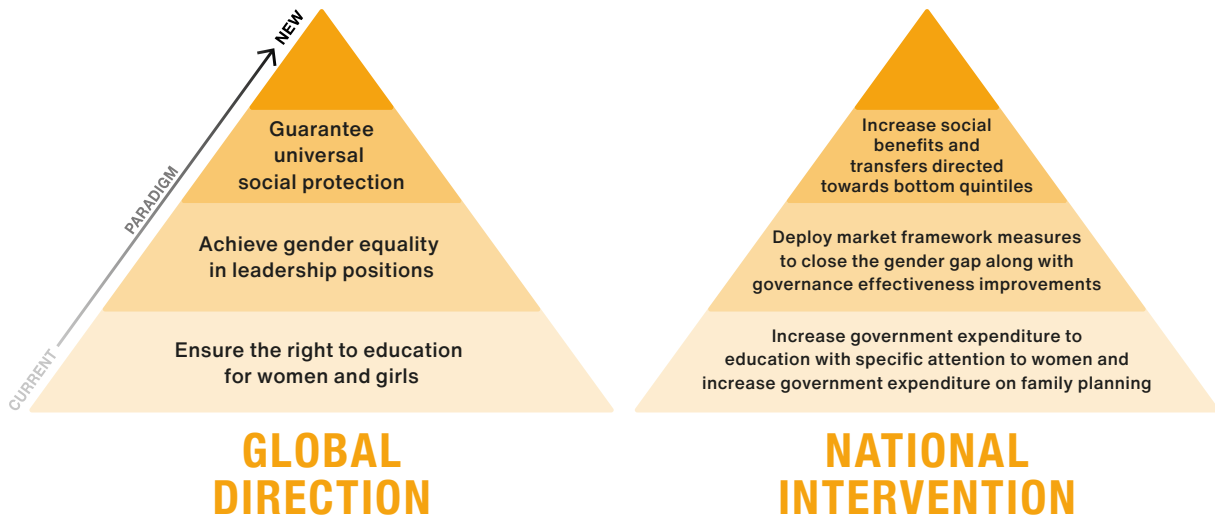 NEW
PARADIGM
CURRENT
Guarantee
universal
social protection
Achieve gender equality
in leadership positions
Ensure the right to education
for women and girls
GLOBAL
DIRECTION
Increase social
benefits and
transfers directed
towards bottom quintiles
Deploy market framework measures
to close the gender gap along with
governance effectiveness improvements
Increase government expenditure to
education with specific attention to women and
increase government expenditure on family planning
NATIONAL
INTERVENTION